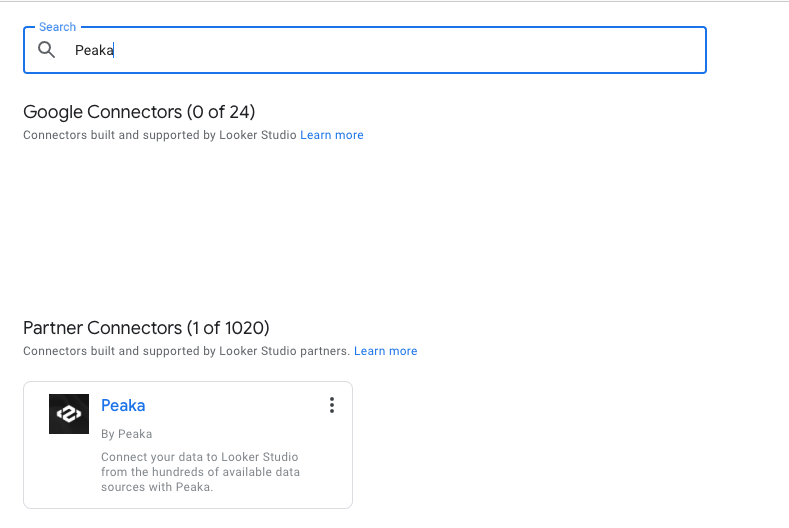 Search
Peaka
Google Connectors (0 of 24)
Connectors built and supported by Looker Studio Learn more
Partner Connectors (1 of 1020)
Connectors built and supported by Looker Studio partners. Learn more
Peaka
By Peaka
Connect your data to Looker Studio
from the hundreds of available data
sources with Peaka.